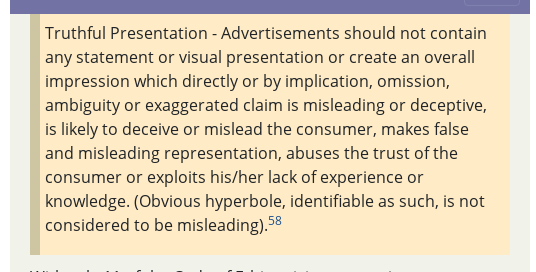 Truthful Presentation - Advertisements should not contain
any statement or visual presentation or create an overall
impression which directly or by implication, omission,
ambiguity or exaggerated claim is misleading or deceptive,
is likely to deceive or mislead the consumer, makes false
and misleading representation, abuses the trust of the
consumer or exploits his/her lack of experience or
knowledge. (Obvious hyperbole, identifiable as such, is not
considered to be misleading).58